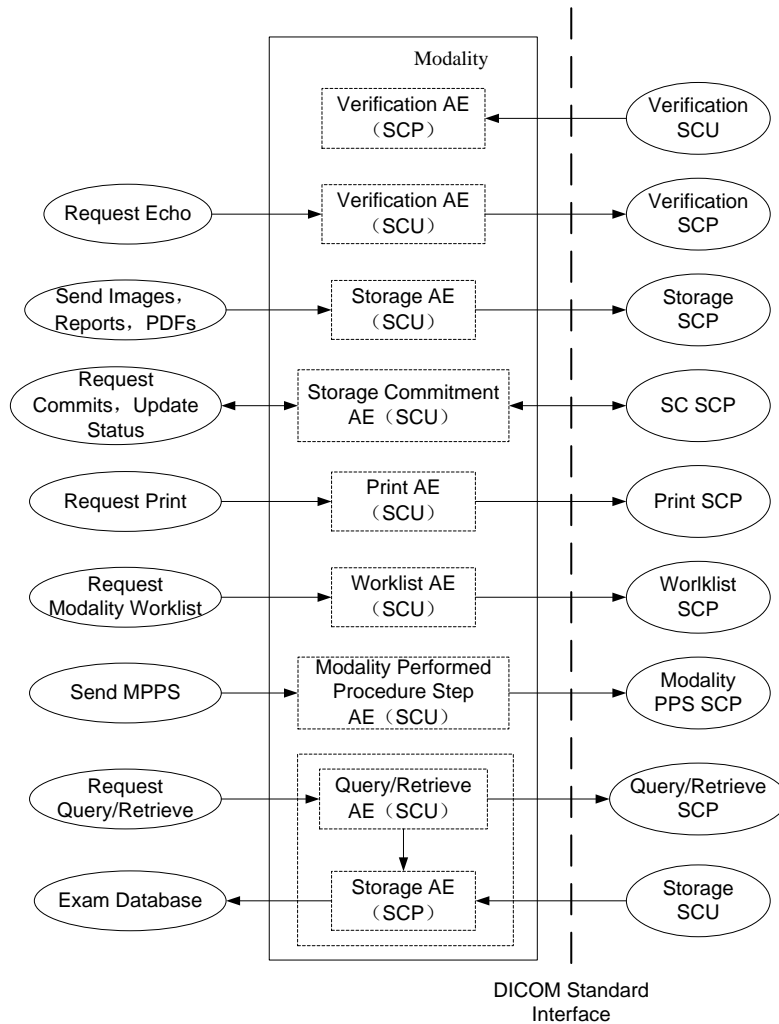 Modality
Verification AE
（SCP）
Verification
SCU
Request Echo
Verification AE
（SCU）
Verification
SCP
Send Images，
Reports，PDFs
Storage AE
（SCU）
Storage
SCP
Request
Commits，Update
Status
Storage Commitment
AE（SCU）
SC SCP
Request Print
Print AE
（SCU）
Print SCP
Request
Modality Worklist
Worklist AE
（SCU）
Worlklist
SCP
Send MPPS
Modality Performed
Procedure Step
AE（SCU）
Modality
PPS SCP
Request
Query/Retrieve
Query/Retrieve
AE（SCU）
Query/Retrieve
SCP
Exam Database
Storage AE
（SCP）
Storage
SCU
DICOM Standard
Interface